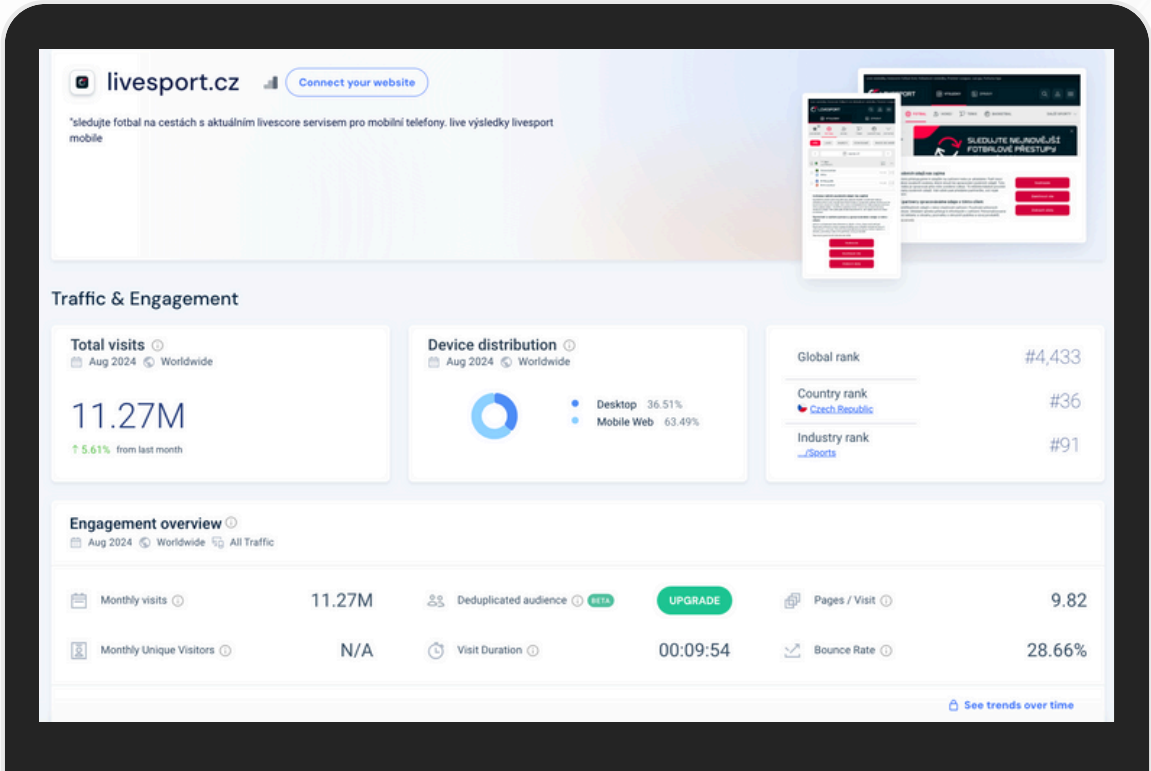 livesport.cz
Connect your website
"sledujte fotbal na cestách s aktuálním livescore servisem pro mobilní telefony. live výsledky livesport
mobile
SLEDUJTE NEJNOVĚJŠÍ
FOTBALOVÉ PŘESTUPY
Traffic & Engagement
Total visits
Aug 2024 Worldwide
11.27M
↑ 5.61% from last month
Device distribution
Aug 2024 Worldwide
Desktop 36.51%
Mobile Web 63.49%
Global rank #4,433
Country rank #36
Czech Republic
Industry rank #91
.../Sports
Engagement overview
Aug 2024 Worldwide All Traffic
Monthly visits 11.27M
Deduplicated audience BETA UPGRADE
Pages / Visit 9.82
Monthly Unique Visitors N/A
Visit Duration 00:09:54
Bounce Rate 28.66%
See trends over time